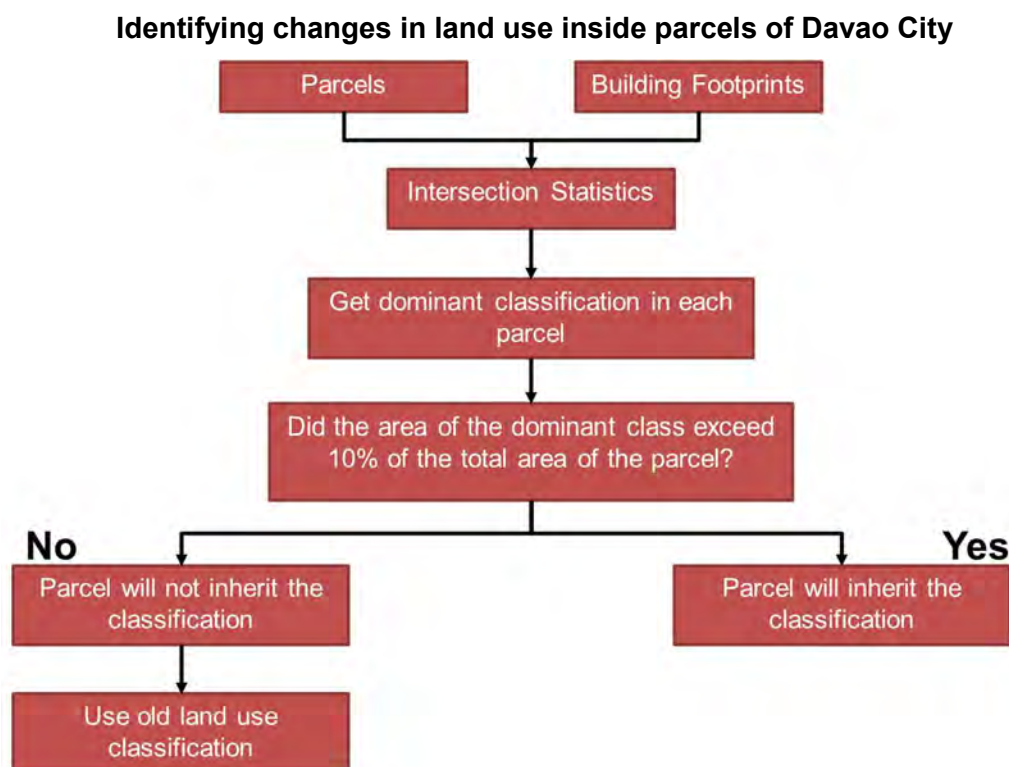 Identifying changes in land use inside parcels of Davao City
Parcels
Building Footprints
Intersection Statistics
Get dominant classification in each
parcel
Did the area of the dominant class exceed
10% of the total area of the parcel?
No
Yes
Parcel will not inherit the
classification
Parcel will inherit the
classification
Use old land use
classification